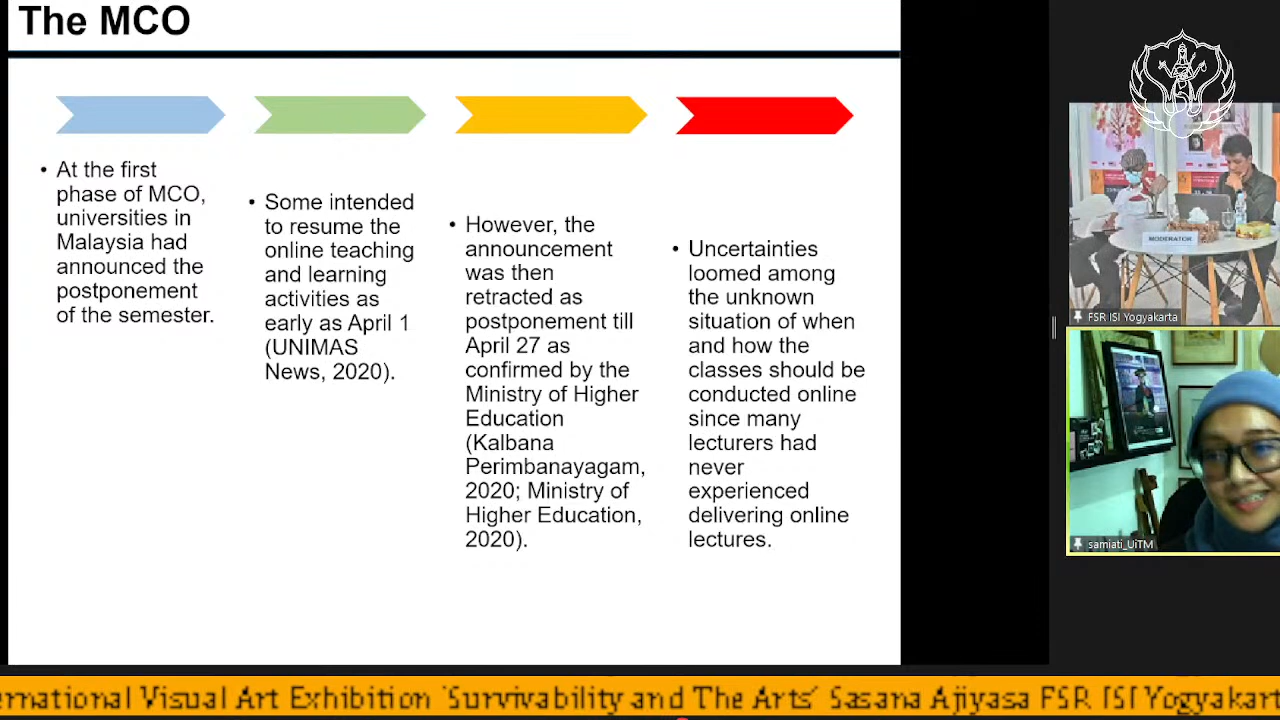 The MCO
• At the first
phase of MCO,
universities in
Malaysia had
announced the
postponement
of the semester.
• Some intended
to resume the
online teaching
and learning
activities as
early as April 1
(UNIMAS
News, 2020).
• However, the
announcement
was then
retracted as
postponement till
April 27 as
confirmed by the
Ministry of Higher
Education
(Kalbana
Perimbanayagam,
2020; Ministry of
Higher Education,
2020).
• Uncertainties
loomed among
the unknown
situation of when
and how the
classes should be
conducted online
since many
lecturers had
never
experienced
delivering online
lectures.
MODERATOR
FSR ISI Yogyakarta
samiati_UiTM
ernational Visual Art Exhibition 'Survivability and The Arts' Sasana Ajiyasa FSR ISI Yogyakart